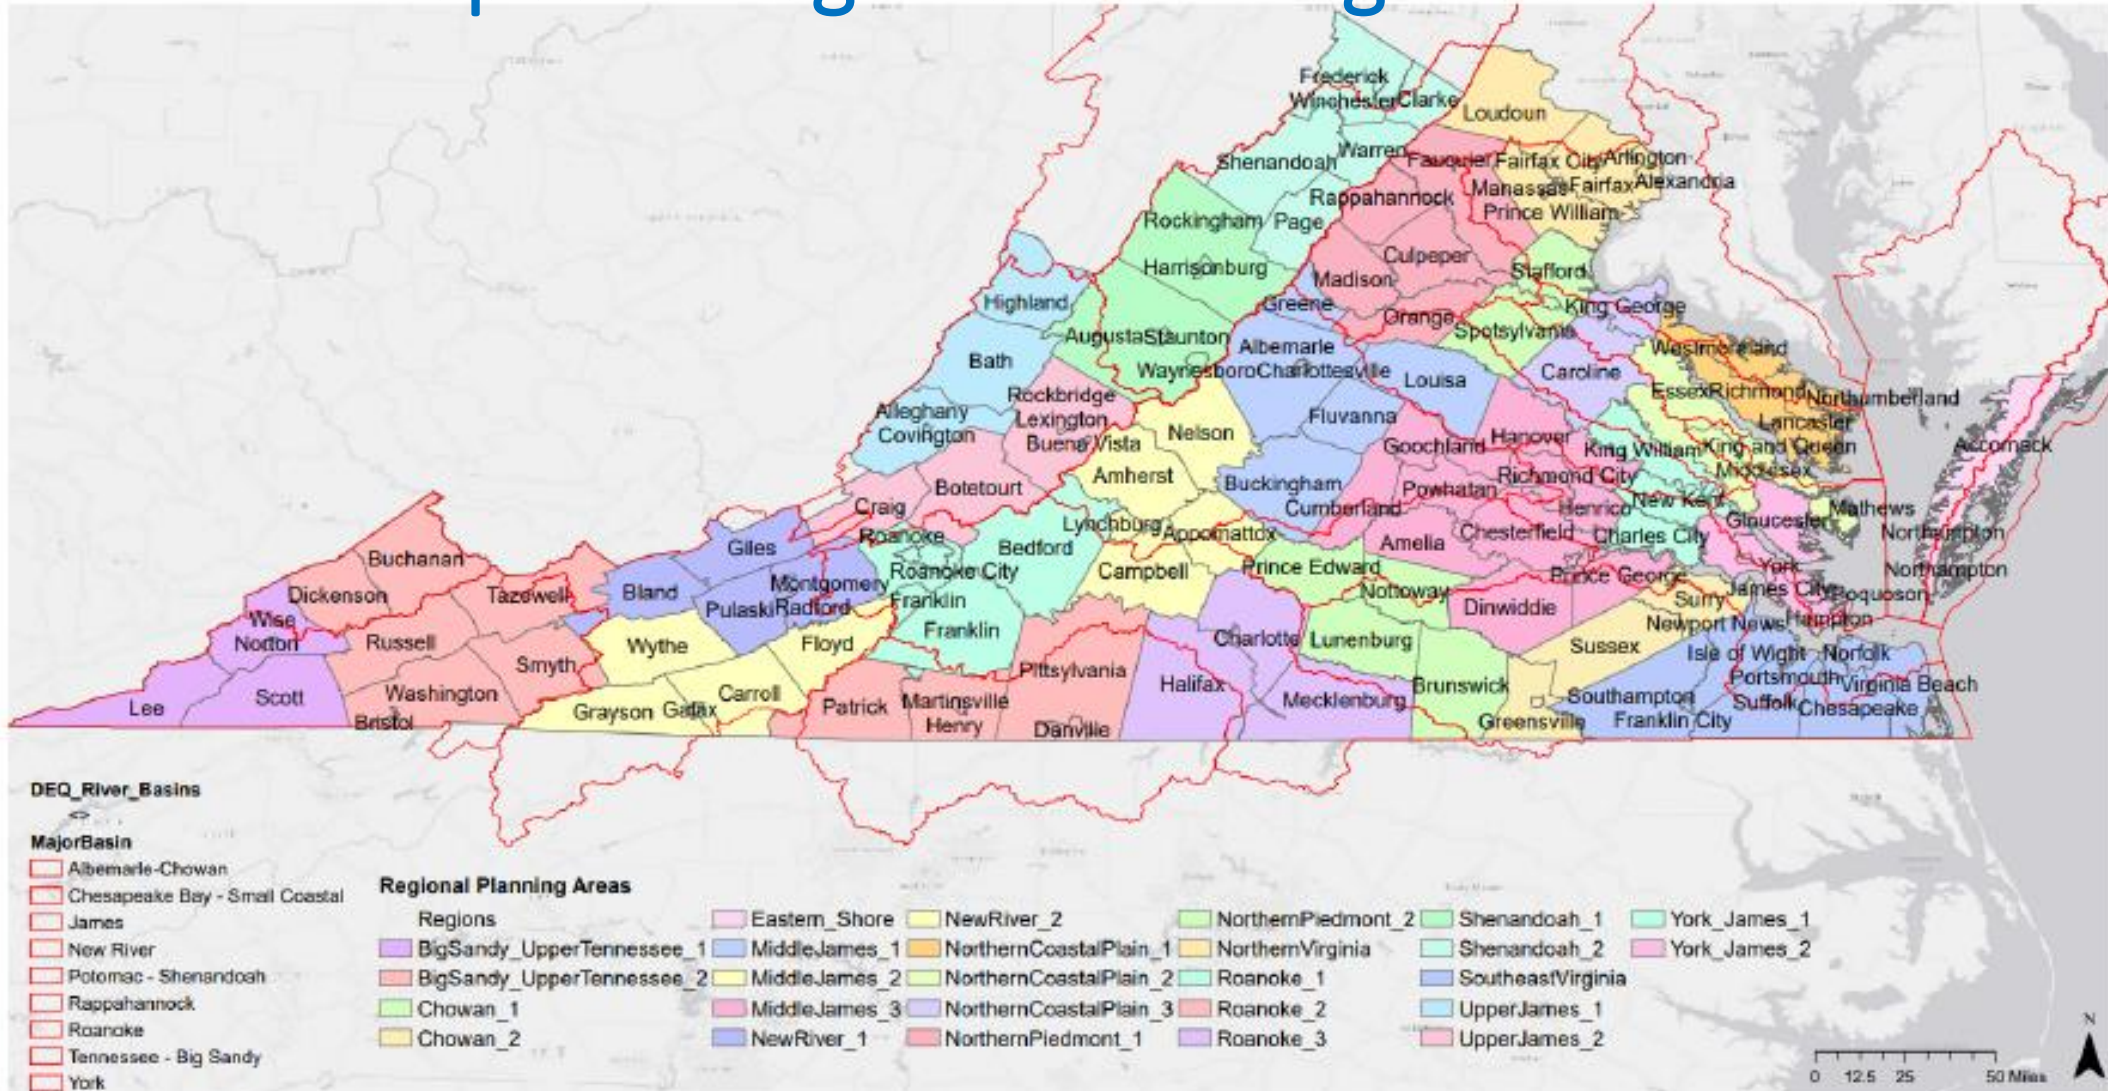 Frederick
Winchester Clarke
Loudoun
Shenandoah
Warren
Fauquier
Fairfax City
Arlington
Manassas
Fairfax
Alexandria
Rappahannock
Prince William
Rockingham
Page
Culpeper
Harrisonburg
Madison
Stafford
Highland
Greene
King George
Orange
Augusta
Staunton
Spotsylvania
Albemarle
Westmoreland
Bath
Waynesboro
Charlottesville
Louisa
Caroline
Rockbridge
Essex
Richmond
Northumberland
Alleghany
Lexington
Fluvanna
Lancaster
Covington
Buena Vista
Nelson
Goochland
Hanover
King William
King and Queen
Accomack
Amherst
Richmond City
Middlesex
Botetourt
Buckingham
Powhatan
New Kent
Craig
Cumberland
Henrico
Mathews
Lynchburg
Gloucester
Roanoke
Appomattox
Chesterfield
Charles City
Northampton
Giles
Bedford
Amelia
Buchanan
Roanoke City
Campbell
Prince Edward
York
Northampton
Montgomery
Prince George
Dickenson
Tazewell
Bland
Nottoway
James City
Poquoson
Pulaski
Radford
Franklin
Dinwiddie
Surry
Wise
Newport News
Hampton
Norton
Russell
Wythe
Floyd
Franklin
Charlotte
Lunenburg
Sussex
Isle of Wight
Norfolk
Smyth
Pittsylvania
Portsmouth
Scott
Washington
Carroll
Halifax
Brunswick
Virginia Beach
Lee
Grayson
Galax
Patrick
Martinsville
Mecklenburg
Southampton
Suffolk
Chesapeake
Bristol
Henry
Danville
Greensville
Franklin City
DEQ_River_Basins
<>
MajorBasin
Albemarle-Chowan
Chesapeake Bay - Small Coastal
James
New River
Potomac - Shenandoah
Rappahannock
Roanoke
Tennessee - Big Sandy
York
Regional Planning Areas
Regions
BigSandy_UpperTennessee_1
BigSandy_UpperTennessee_2
Chowan_1
Chowan_2
Eastern_Shore
MiddleJames_1
MiddleJames_2
MiddleJames_3
NewRiver_1
NewRiver_2
NorthernCoastalPlain_1
NorthernCoastalPlain_2
NorthernCoastalPlain_3
NorthernPiedmont_1
NorthernPiedmont_2
NorthernVirginia
Roanoke_1
Roanoke_2
Roanoke_3
Shenandoah_1
Shenandoah_2
SoutheastVirginia
UpperJames_1
UpperJames_2
York_James_1
York_James_2
N
0 12.5 25 50 Miles